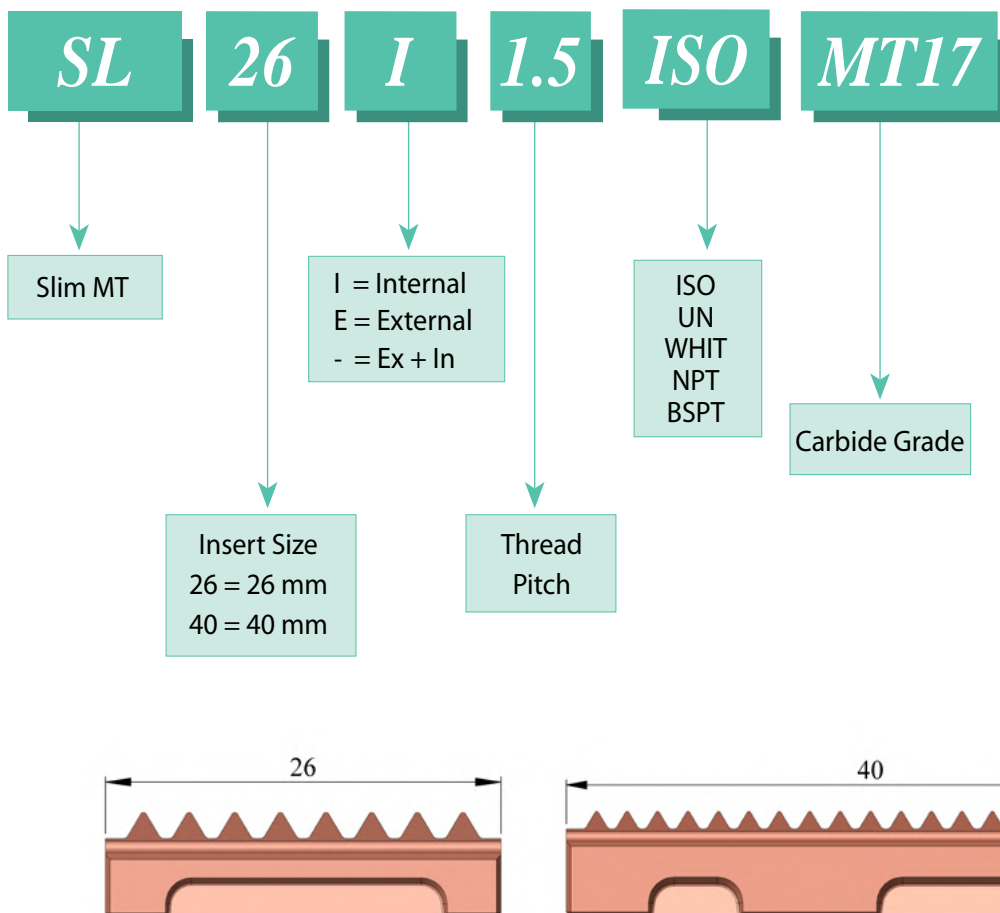 SL 26 I 1.5 ISO MT17
Slim MT
I = Internal
E = External
- = Ex + In
ISO
UN
WHIT
NPT
BSPT
Carbide Grade
Insert Size
26 = 26 mm
40 = 40 mm
Thread
Pitch
26
40